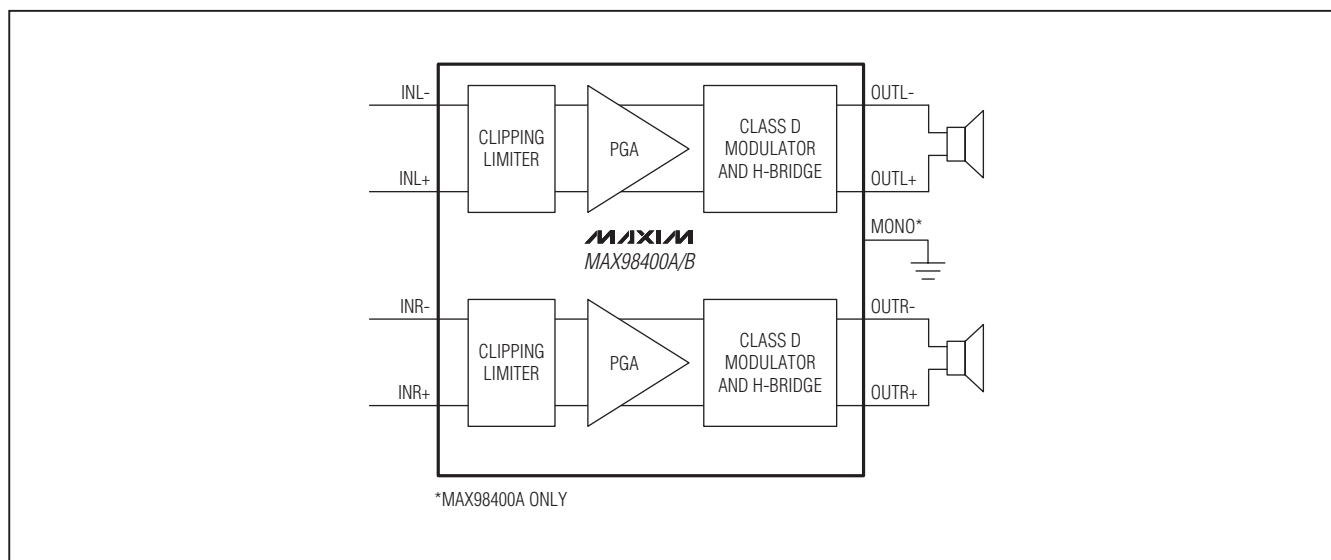 INL-
INL+
CLIPPING
LIMITER
PGA
CLASS D
MODULATOR
AND H-BRIDGE
OUTL-
OUTL+
MONO*
MAXIM
MAX98400A/B
INR-
INR+
CLIPPING
LIMITER
PGA
CLASS D
MODULATOR
AND H-BRIDGE
OUTR-
OUTR+
*MAX98400A ONLY